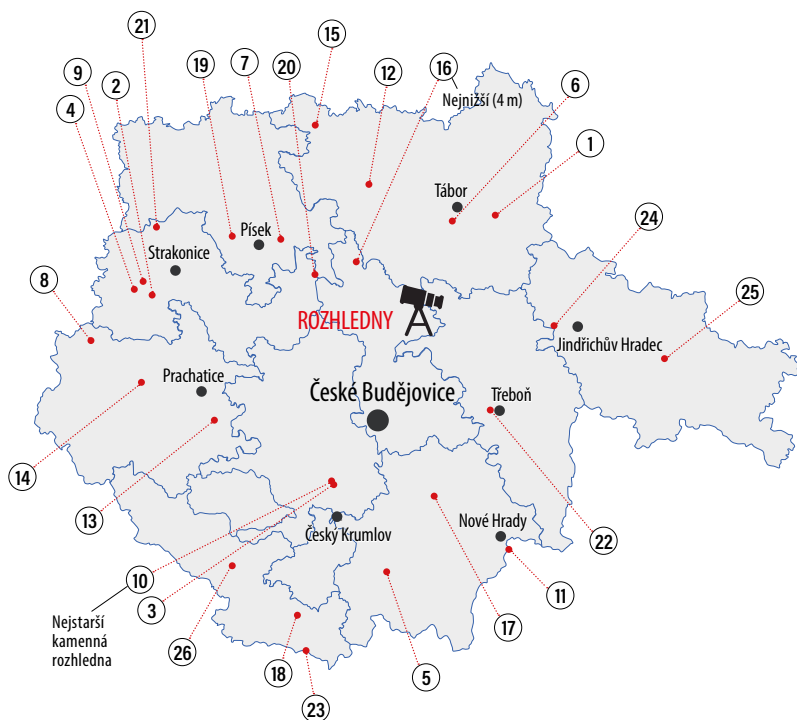 21
15
9
2
19
7
20
12
16
6
4
Nejnižší (4 m)
1
Tábor
24
Písek
Strakonice
8
25
ROZHLEDNY
Jindřichův Hradec
Prachatice
České Budějovice
Třeboň
14
13
Nové Hrady
Český Krumlov
22
10
11
3
Nejstarší
kamenná
rozhledna
26
17
18
5
23